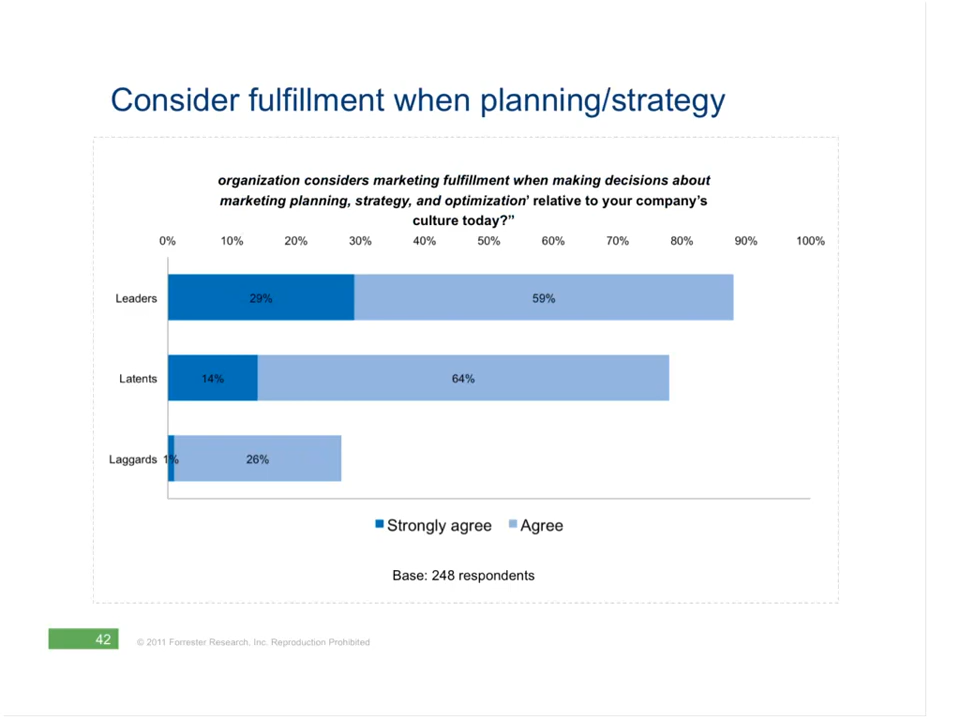 Consider fulfillment when planning/strategy
organization considers marketing fulfillment when making decisions about
marketing planning, strategy, and optimization’ relative to your company’s
culture today?”
0% 10% 20% 30% 40% 50% 60% 70% 80% 90% 100%
Leaders 29% 59%
Latents 14% 64%
Laggards 1% 26%
Strongly agree Agree
Base: 248 respondents
42 © 2011 Forrester Research, Inc. Reproduction Prohibited